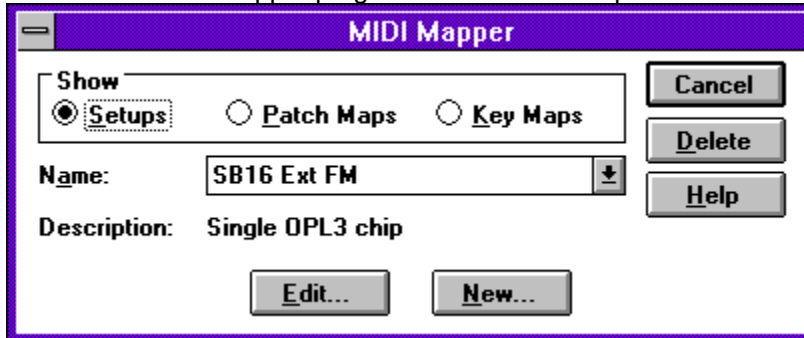 MIDI Mapper
Show
Setups
Patch Maps
Key Maps
Name:
SB16 Ext FM
Description:
Single OPL3 chip
Edit...
New...
Cancel
Delete
Help